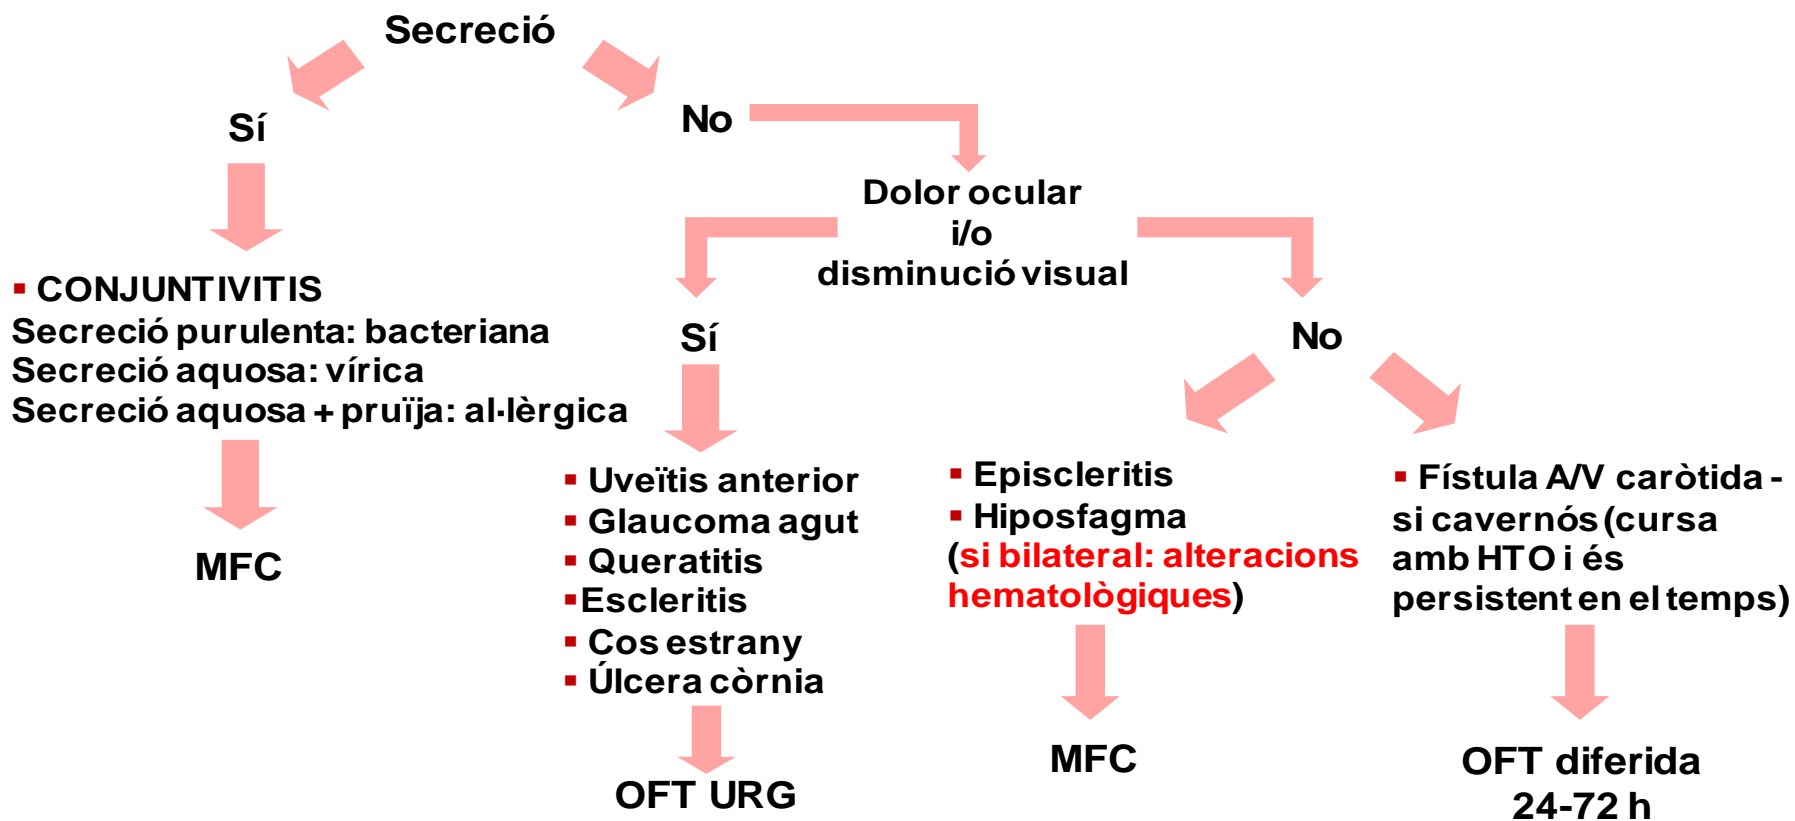 Secreció
Sí
No
Dolor ocular
i/o
disminució visual
▪ CONJUNTIVITIS
Secreció purulenta: bacteriana
Secreció aquosa: vírica
Secreció aquosa + pruïja: al·lèrgica
MFC
Sí
▪ Uveïtis anterior
▪ Glaucoma agut
▪ Queratitis
▪Escleritis
▪ Cos estrany
▪ Úlcera còrnia
OFT URG
No
▪ Episcleritis
▪ Hiposfagma
(si bilateral: alteracions
hematològiques)
MFC
▪ Fístula A/V caròtida -
si cavernós (cursa
amb HTO i és
persistent en el temps)
OFT diferida
24-72 h